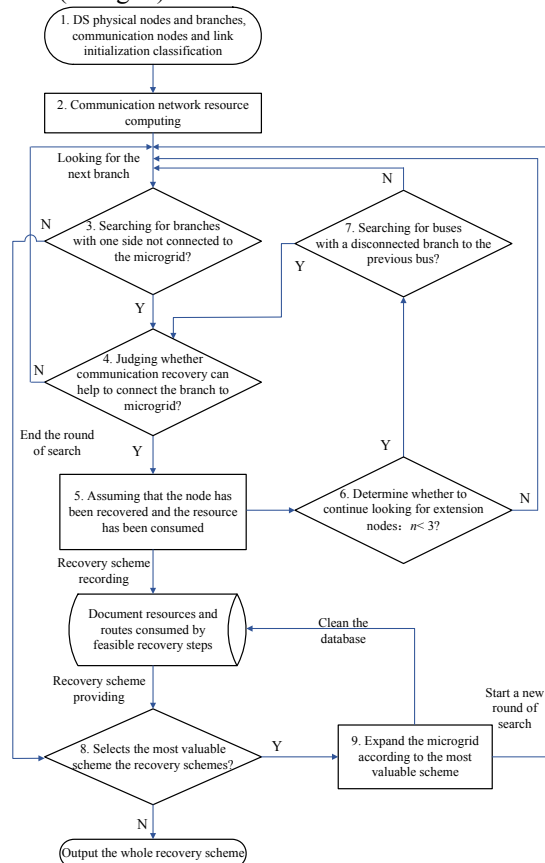 1. DS physical nodes and branches,
communication nodes and link
initialization classification
2. Communication network resource
computing
Looking for the
next branch
N
N
3. Searching for branches
with one side not connected to
the microgrid?
7. Searching for buses
with a disconnected branch to the
previous bus?
Y
Y
4. Judging whether
communication recovery can
help to connect the branch to
microgrid?
N
End the round
of search
Y
Y
5. Assuming that the node has
been recovered and the resource
has been consumed
6. Determine whether to
continue looking for extension
nodes: n< 3?
N
Recovery scheme
recording
Document resources and
routes consumed by
feasible recovery steps
Clean the
database
Recovery scheme
providing
Start a new
round of
search
8. Selects the most valuable
scheme the recovery schemes?
Y
9. Expand the microgrid
according to the most
valuable scheme
N
Output the whole recovery scheme